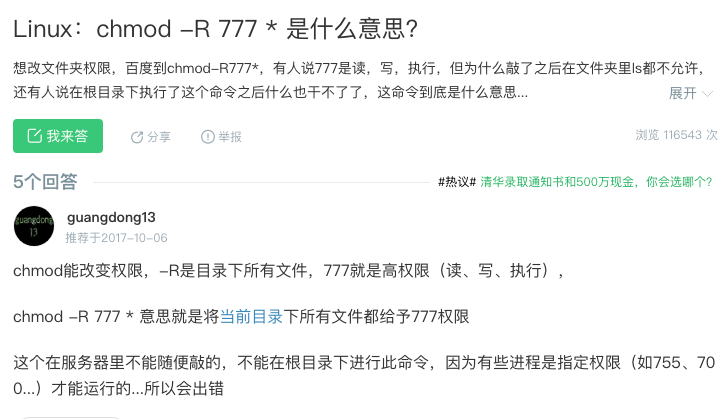 Linux：chmod -R 777 * 是什么意思?
想改文件夹权限，百度到chmod-R777*，有人说777是读，写，执行，但为什么敲了之后在文件夹里ls都不允许，
还有人说在根目录下执行了这个命令之后什么也干不了了，这命令到底是什么意思... 展开
我来答 分享 举报 浏览 116543 次
5个回答 #热议# 清华录取通知书和500万现金，你会选哪个？
guangdong
13
guangdong13
推荐于2017-10-06
chmod能改变权限，-R是目录下所有文件，777就是高权限（读、写、执行），
chmod -R 777 * 意思就是将当前目录下所有文件都给予777权限
这个在服务器里不能随便敲的，不能在根目录下进行此命令，因为有些进程是指定权限（如755、70
0...）才能运行的...所以会出错